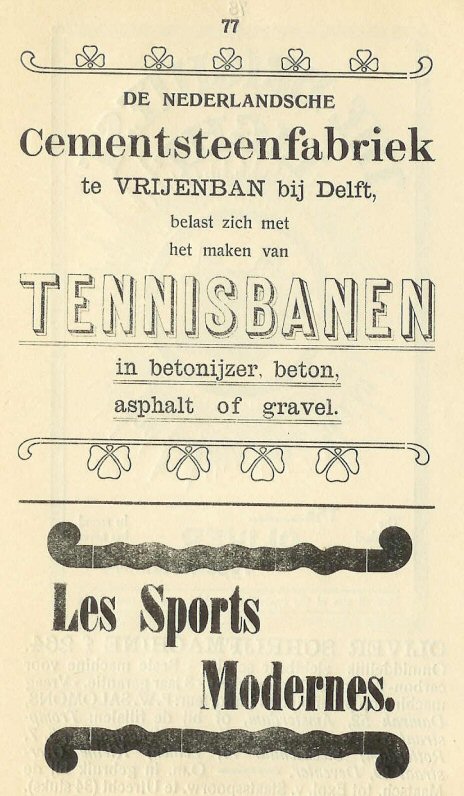 77
DE NEDERLANDSCHE
Cementsteenfabriek
te VRIJENBAN bij Delft,
belast zich met
het maken van
TENNISBANEN
in betonijzer, beton,
asphalt of gravel.
Les Sports
Modernes.